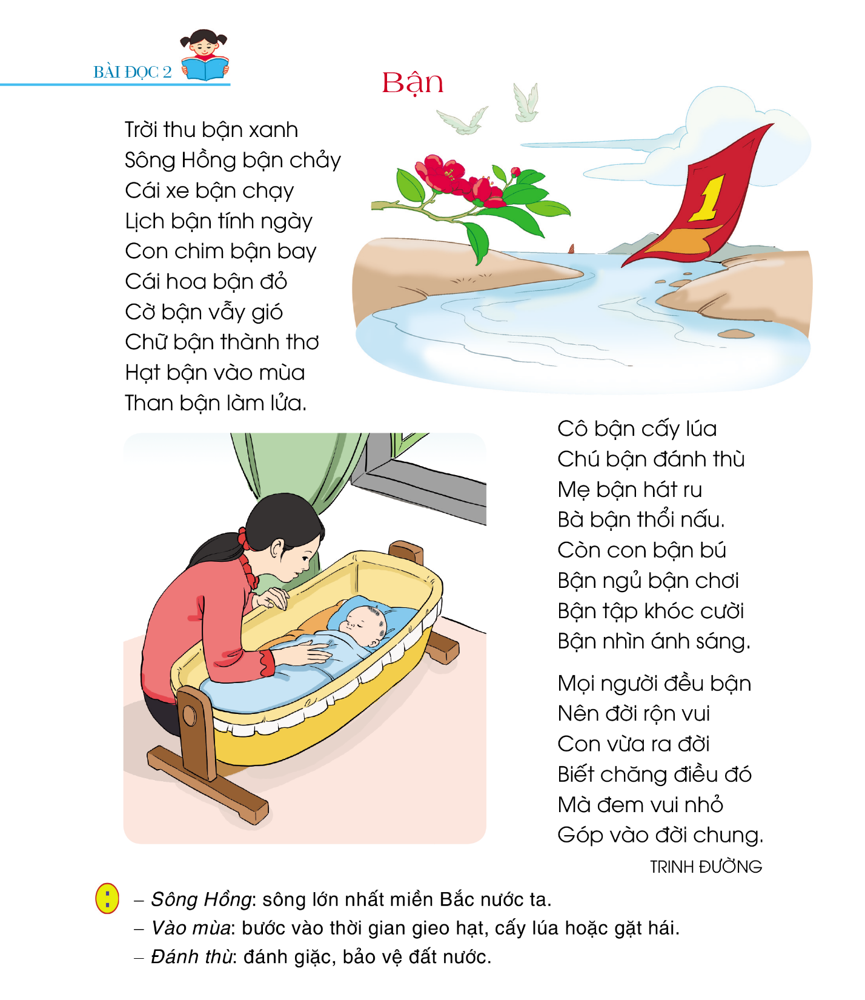 BÀI ĐỌC 2
Bận
Trời thu bận xanh
Sông Hồng bận chảy
Cái xe bận chạy
Lịch bận tính ngày
Con chim bận bay
Cái hoa bận đỏ
Cờ bận vẫy gió
Chữ bận thành thơ
Hạt bận vào mùa
Than bận làm lửa.
1
Cô bận cấy lúa
Chú bận đánh thù
Mẹ bận hát ru
Bà bận thổi nấu.
Còn con bận bú
Bận ngủ bận chơi
Bận tập khóc cười
Bận nhìn ánh sáng.
Mọi người đều bận
Nên đời rộn vui
Con vừa ra đời
Biết chăng điều đó
Mà đem vui nhỏ
Góp vào đời chung.
TRINH ĐƯỜNG
– Sông Hồng: sông lớn nhất miền Bắc nước ta.
– Vào mùa: bước vào thời gian gieo hạt, cấy lúa hoặc gặt hái.
– Đánh thù: đánh giặc, bảo vệ đất nước.